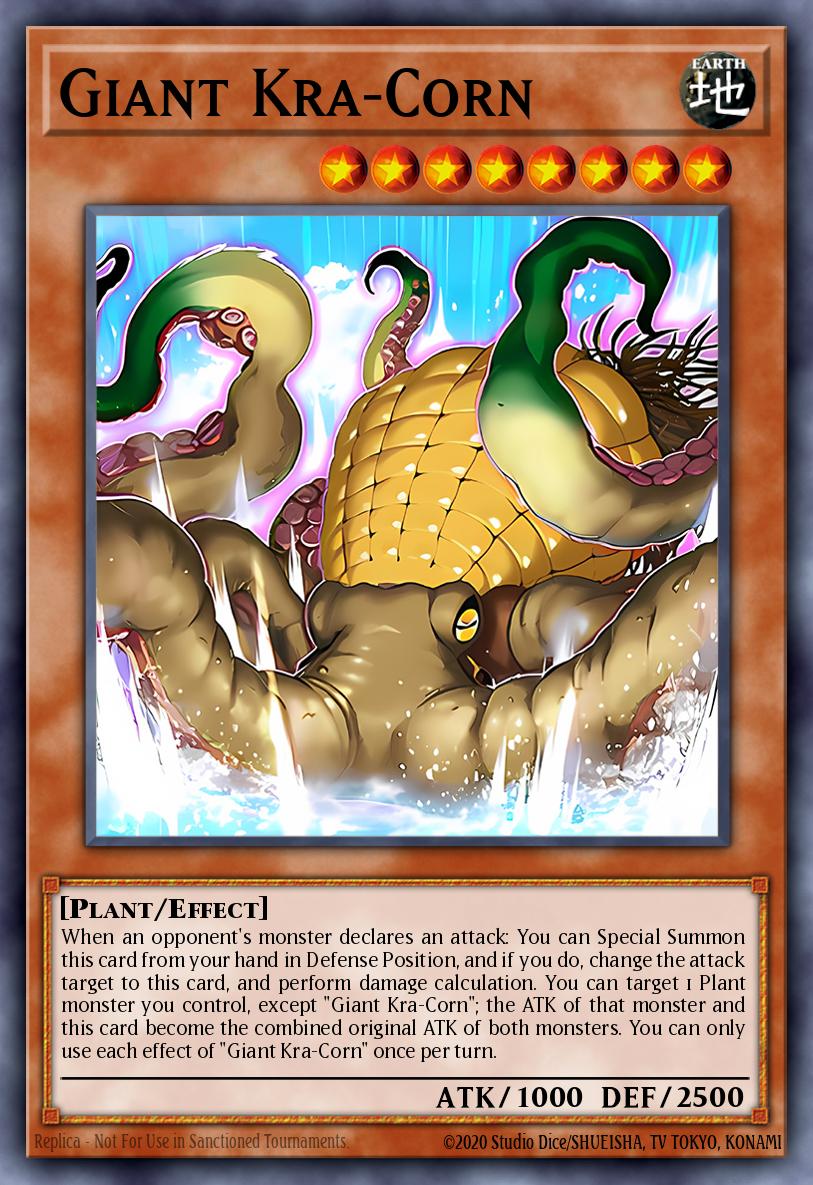 Giant Kra-Corn
EARTH
地
[Plant/Effect]
When an opponent's monster declares an attack: You can Special Summon
this card from your hand in Defense Position, and if you do, change the attack
target to this card, and perform damage calculation. You can target 1 Plant
monster you control, except "Giant Kra-Corn"; the ATK of that monster and
this card become the combined original ATK of both monsters. You can only
use each effect of "Giant Kra-Corn" once per turn.
ATK/1000 DEF/2500
Replica - Not For Use in Sanctioned Tournaments.
©2020 Studio Dice/SHUEISHA, TV TOKYO, KONAMI